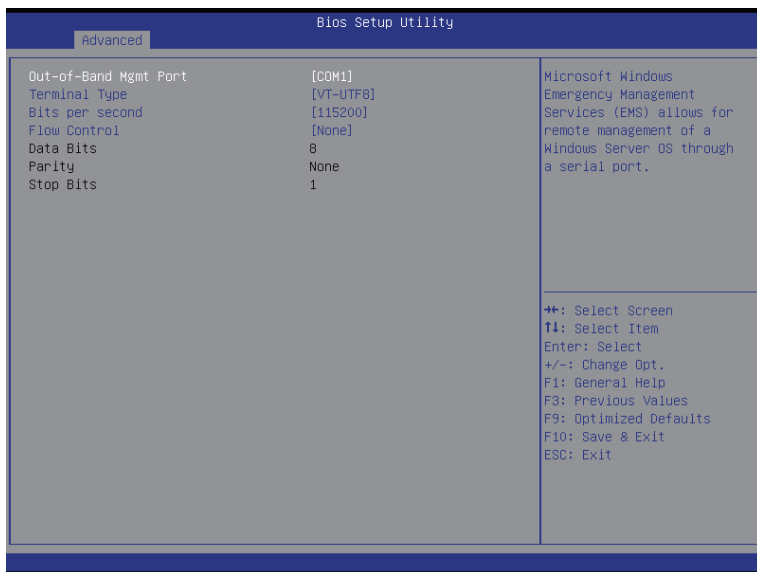 Bios Setup Utility
Advanced
Out-of-Band Mgmt Port [COM1]
Terminal Type [VT-UTF8]
Bits per second [115200]
Flow Control [None]
Data Bits 8
Parity None
Stop Bits 1
Microsoft Windows
Emergency Management
Services (EMS) allows for
remote management of a
Windows Server OS through
a serial port.
→←: Select Screen
↑↓: Select Item
Enter: Select
+/-: Change Opt.
F1: General Help
F3: Previous Values
F9: Optimized Defaults
F10: Save & Exit
ESC: Exit